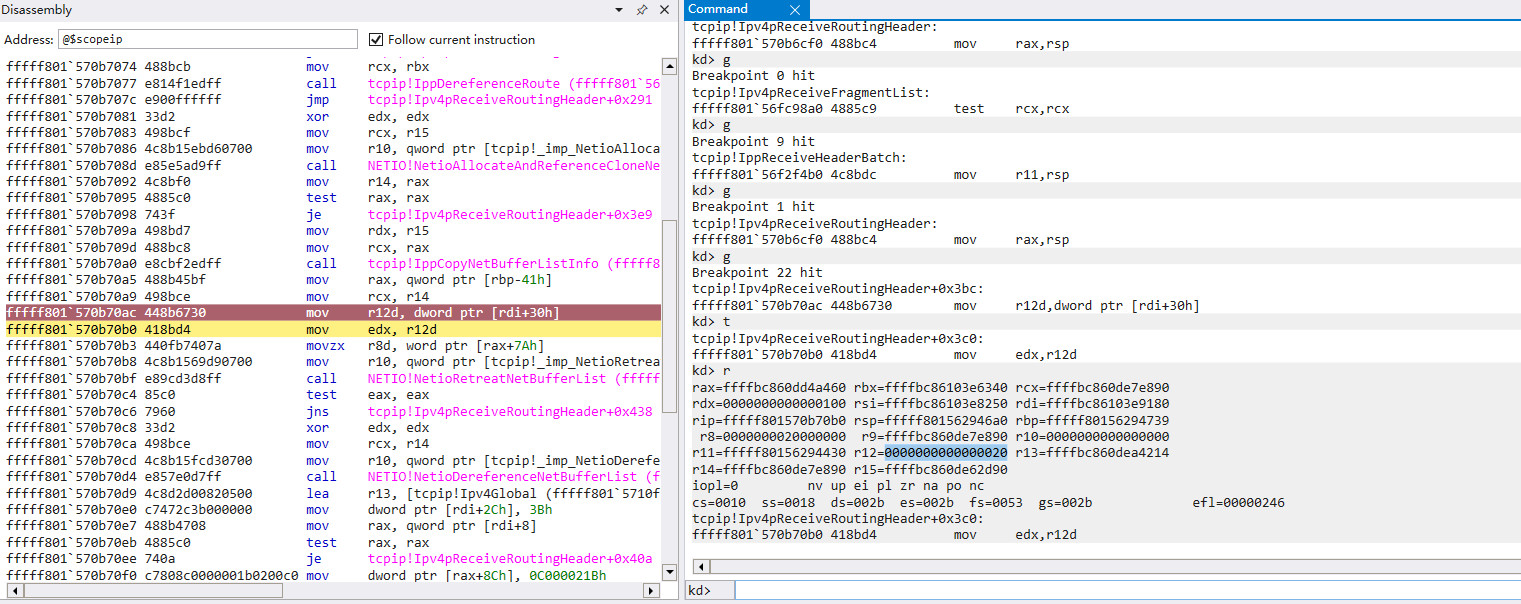 Disassembly
Address: @$scopeip
Follow current instruction
fffff801`570b7074 488bcb mov rcx, rbx
fffff801`570b7077 e814f1edff call tcpip!IppDereferenceRoute (fffff801`56
fffff801`570b707c e900ffffff jmp tcpip!Ipv4pReceiveRoutingHeader+0x291
fffff801`570b7081 33d2 xor edx, edx
fffff801`570b7083 498bcf mov rcx, r15
fffff801`570b7086 4c8b15ebd60700 mov r10, qword ptr [tcpip!_imp_NetioAlloca
fffff801`570b708d e85e5ad9ff call NETIO!NetioAllocateAndReferenceCloneNe
fffff801`570b7092 4c8bf0 mov r14, rax
fffff801`570b7095 4885c0 test rax, rax
fffff801`570b7098 743f je tcpip!Ipv4pReceiveRoutingHeader+0x3e9
fffff801`570b709a 498bd7 mov rdx, r15
fffff801`570b709d 488bc8 mov rcx, rax
fffff801`570b70a0 e8cbf2edff call tcpip!IppCopyNetBufferListInfo (fffff8
fffff801`570b70a5 488b45bf mov rax, qword ptr [rbp-41h]
fffff801`570b70a9 498bce mov rcx, r14
fffff801`570b70ac 448b6730 mov r12d, dword ptr [rdi+30h]
fffff801`570b70b0 418bd4 mov edx, r12d
fffff801`570b70b3 440fb7407a movzx r8d, word ptr [rax+7Ah]
fffff801`570b70b8 4c8b1569d90700 mov r10, qword ptr [tcpip!_imp_NetioRetrea
fffff801`570b70bf e89cd3d8ff call NETIO!NetioRetreatNetBufferList (fffff
fffff801`570b70c4 85c0 test eax, eax
fffff801`570b70c6 7960 jns tcpip!Ipv4pReceiveRoutingHeader+0x438
fffff801`570b70c8 33d2 xor edx, edx
fffff801`570b70ca 498bce mov rcx, r14
fffff801`570b70cd 4c8b15fcd30700 mov r10, qword ptr [tcpip!_imp_NetioDerefe
fffff801`570b70d4 e857e0d7ff call NETIO!NetioDereferenceNetBufferList (f
fffff801`570b70d9 4c8d2d00820500 lea r13, [tcpip!Ipv4Global (fffff801`5710f
fffff801`570b70e0 c7472c3b000000 mov dword ptr [rdi+2Ch], 3Bh
fffff801`570b70e7 488b4708 mov rax, qword ptr [rdi+8]
fffff801`570b70eb 4885c0 test rax, rax
fffff801`570b70ee 740a je tcpip!Ipv4pReceiveRoutingHeader+0x40a
fffff801`570b70f0 c7808c0000001b0200c0 mov dword ptr [rax+8Ch], 0C000021Bh
Command
tcpip!Ipv4pReceiveRoutingHeader:
fffff801`570b6cf0 488bc4 mov rax,rsp
kd> g
Breakpoint 0 hit
tcpip!Ipv4pReceiveFragmentList:
fffff801`56fc98a0 4885c9 test rcx,rcx
kd> g
Breakpoint 9 hit
tcpip!IppReceiveHeaderBatch:
fffff801`56f2f4b0 4c8bdc mov r11,rsp
kd> g
Breakpoint 1 hit
tcpip!Ipv4pReceiveRoutingHeader:
fffff801`570b6cf0 488bc4 mov rax,rsp
kd> g
Breakpoint 22 hit
tcpip!Ipv4pReceiveRoutingHeader+0x3bc:
fffff801`570b70ac 448b6730 mov r12d,dword ptr [rdi+30h]
kd> t
tcpip!Ipv4pReceiveRoutingHeader+0x3c0:
fffff801`570b70b0 418bd4 mov edx,r12d
kd> r
rax=ffffbc860dd4a460 rbx=ffffbc86103e6340 rcx=ffffbc860de7e890
rdx=0000000000000100 rsi=ffffbc86103e8250 rdi=ffffbc86103e9180
rip=fffff801570b70b0 rsp=fffff801562946a0 rbp=fffff80156294739
r8=0000000020000000 r9=ffffbc860de7e890 r10=0000000000000000
r11=fffff80156294430 r12=0000000000000020 r13=ffffbc860dea4214
r14=ffffbc860de7e890 r15=ffffbc860de62d90
iopl=0 nv up ei pl zr na po nc
cs=0010 ss=0018 ds=002b es=002b fs=0053 gs=002b efl=00000246
tcpip!Ipv4pReceiveRoutingHeader+0x3c0:
fffff801`570b70b0 418bd4 mov edx,r12d
kd>